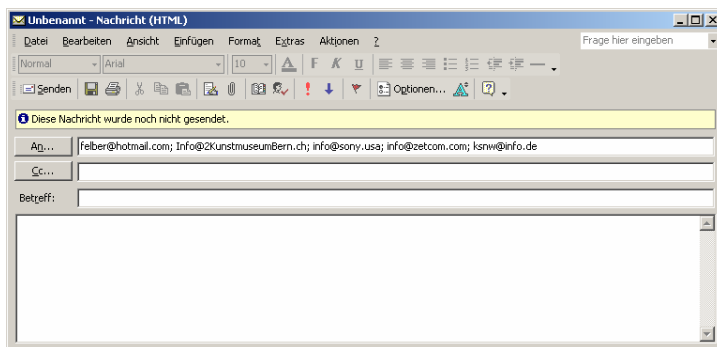 Unbenannt - Nachricht (HTML)
Datei Bearbeiten Ansicht Einfügen Format Extras Aktionen ? Frage hier eingeben
Normal Arial 10 A F K U
Senden Optionen...
Diese Nachricht wurde noch nicht gesendet.
An... felber@hotmail.com; Info@2KunstmuseumBern.ch; info@sony.usa; info@zetcom.com; ksnw@info.de
Cc...
Betreff: